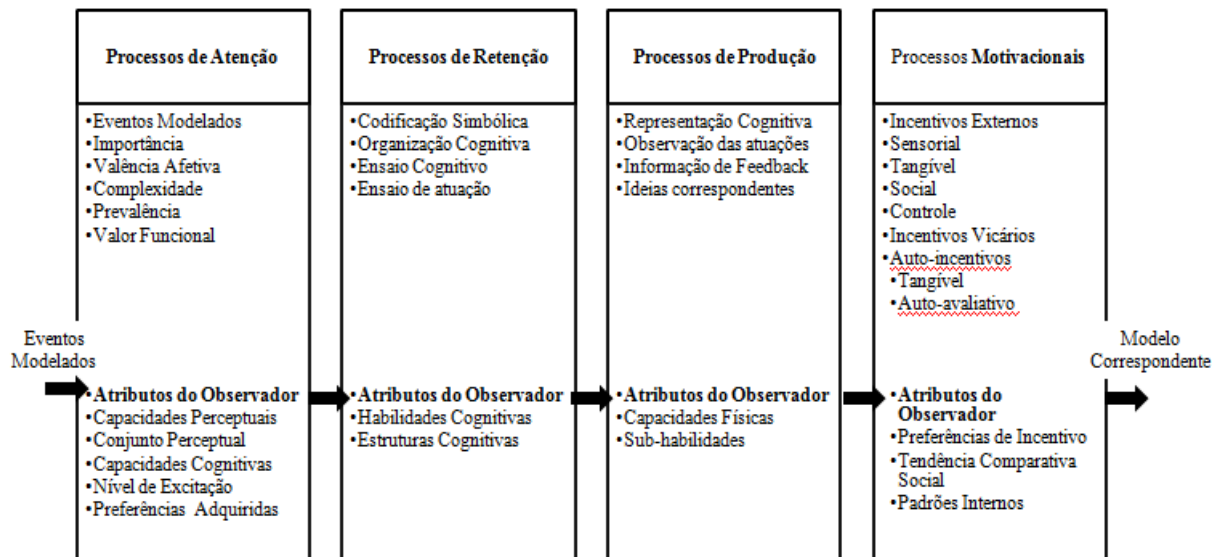 Processos de Atenção
•Eventos Modelados
•Importância
•Valência Afetiva
•Complexidade
•Prevalência
•Valor Funcional
Eventos
Modelados
•Atributos do Observador
•Capacidades Perceptuais
•Conjunto Perceptual
•Capacidades Cognitivas
•Nível de Excitação
•Preferências Adquiridas
Processos de Retenção
•Codificação Simbólica
•Organização Cognitiva
•Ensaio Cognitivo
•Ensaio de atuação
•Atributos do Observador
•Habilidades Cognitivas
•Estruturas Cognitivas
Processos de Produção
•Representação Cognitiva
•Observação das atuações
•Informação de Feedback
•Ideias correspondentes
•Atributos do Observador
•Capacidades Físicas
•Sub-habilidades
Processos Motivacionais
•Incentivos Externos
•Sensorial
•Tangível
•Social
•Controle
•Incentivos Vicários
•Auto-incentivos
•Tangível
•Auto-avaliativo
•Atributos do
Observador
•Preferências de Incentivo
•Tendência Comparativa
Social
•Padrões Internos
Modelo
Correspondente